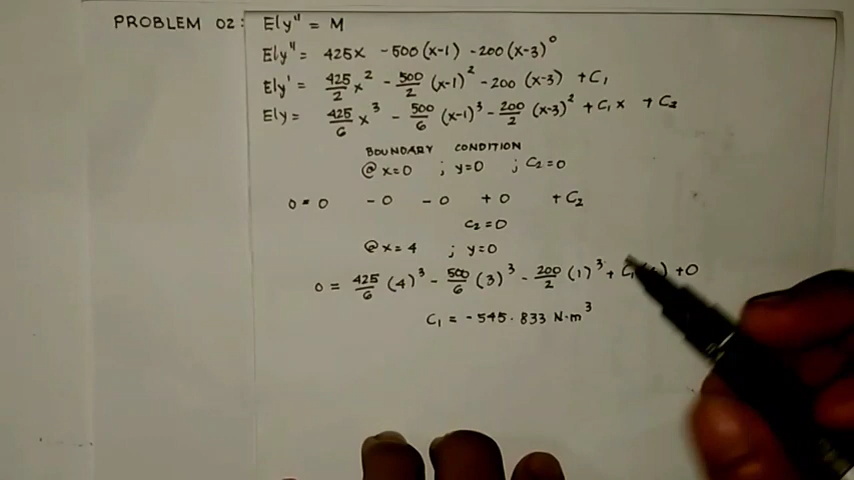 PROBLEM 02: EIy" = M
EIy" = 425x - 500(x-1) - 200(x-3)⁰
EIy' = 425/2 x² - 500/2 (x-1)² - 200 (x-3) + C₁
EIy = 425/6 x³ - 500/6 (x-1)³ - 200/2 (x-3)² + C₁x + C₂
BOUNDARY CONDITION
@ x=0 ; y=0 ; C₂=0
0 = 0 - 0 - 0 + 0 + C₂
C₂=0
@ x=4 ; y=0
0 = 425/6 (4)³ - 500/6 (3)³ - 200/2 (1)³ + C₁ +0
C₁ = -545.833 N·m³